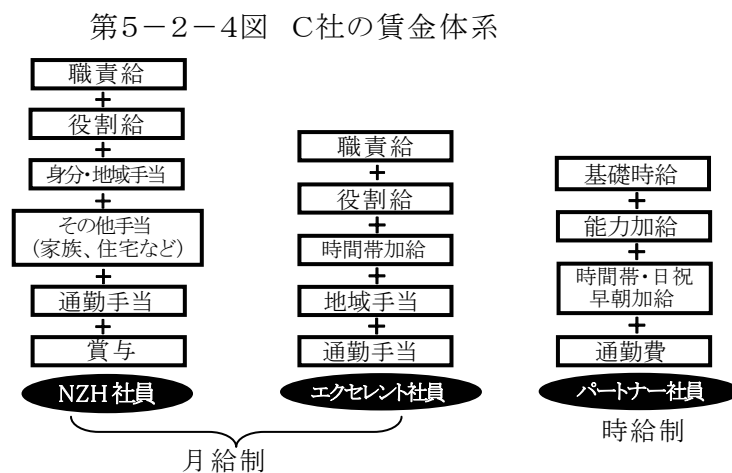 第5－2－4図 C社の賃金体系
職責給
+
役割給
+
身分・地域手当
+
その他手当
(家族、住宅など)
+
通勤手当
+
賞与
NZH社員
職責給
+
役割給
+
時間帯加給
+
地域手当
+
通勤手当
エクセレント社員
月給制
基礎時給
+
能力加給
+
時間帯・日祝
早朝加給
+
通勤費
パートナー社員
時給制